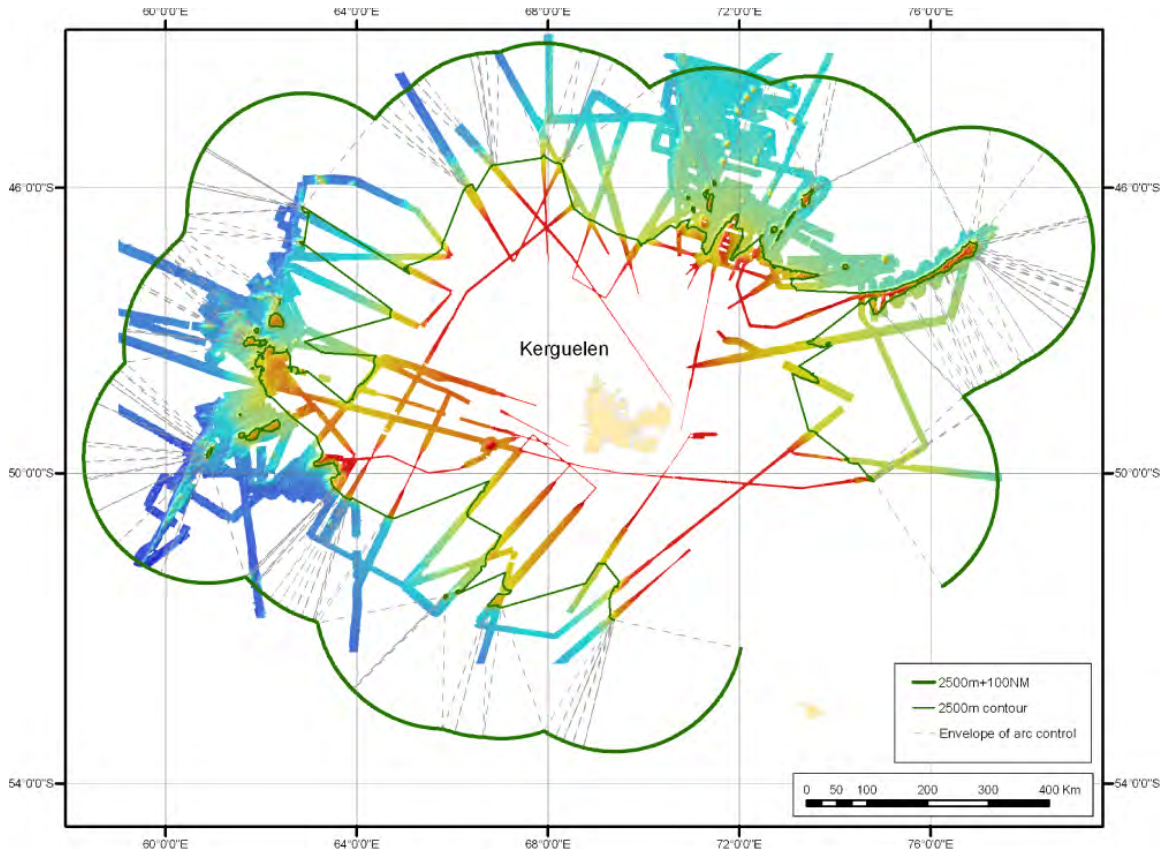 60°0'0"E 64°0'0"E 68°0'0"E 72°0'0"E 76°0'0"E
46°0'0"S 46°0'0"S
Kerguelen
50°0'0"S 50°0'0"S
2500m+100NM
2500m contour
Envelope of arc control
54°0'0"S 54°0'0"S
0 50 100 200 300 400 Km
60°0'0"E 64°0'0"E 68°0'0"E 72°0'0"E 76°0'0"E